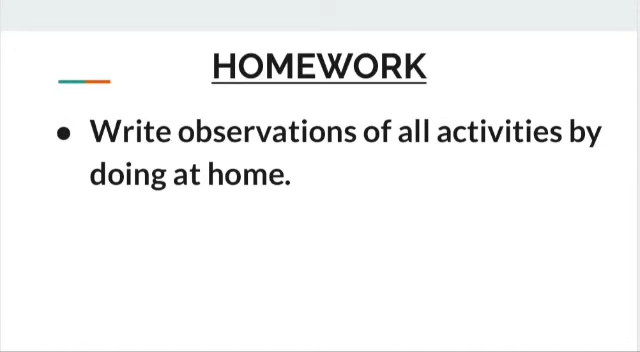 HOMEWORK
● Write observations of all activities by
doing at home.